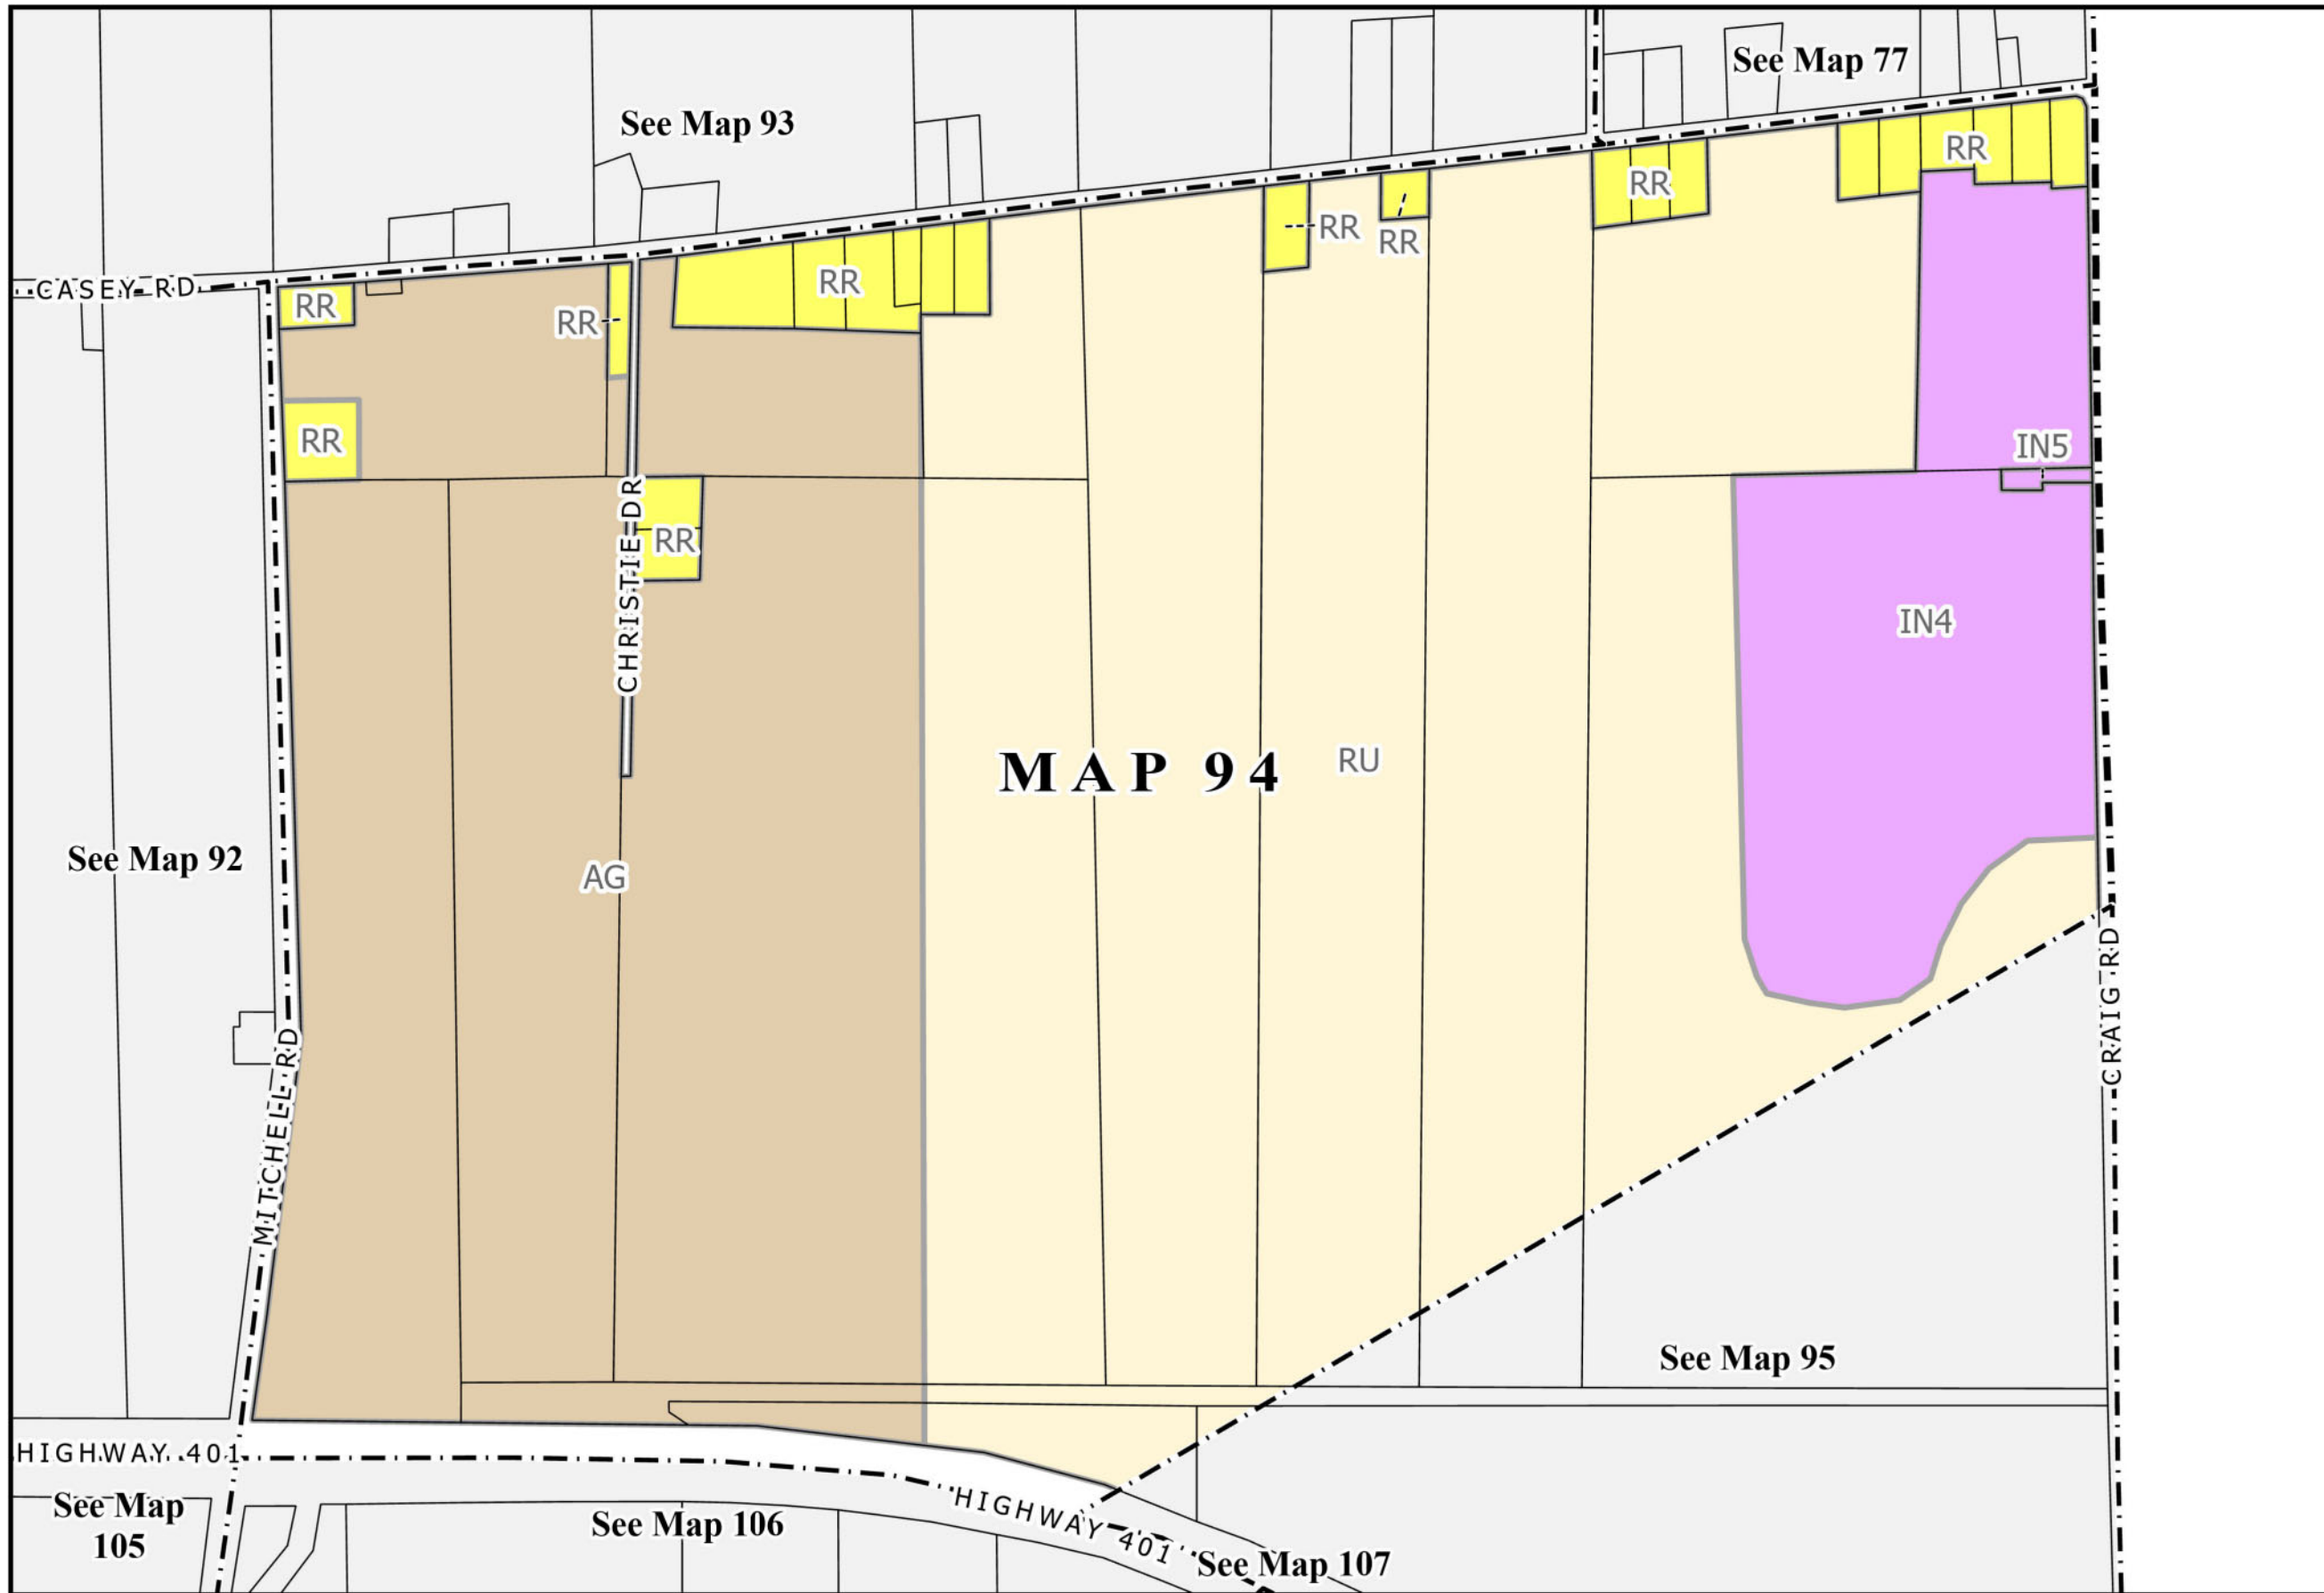 See Map 77
See Map 93
RR
RR
RR
RR
RR
CASEY RD
RR
RR
RR
RR
IN5
CHRISTIE DR
RR
IN4
MAP 94
RU
See Map 92
AG
CRAIG RD
MITCHELL RD
See Map 95
HIGHWAY 401
See Map
105
See Map 106
HIGHWAY 401
See Map 107